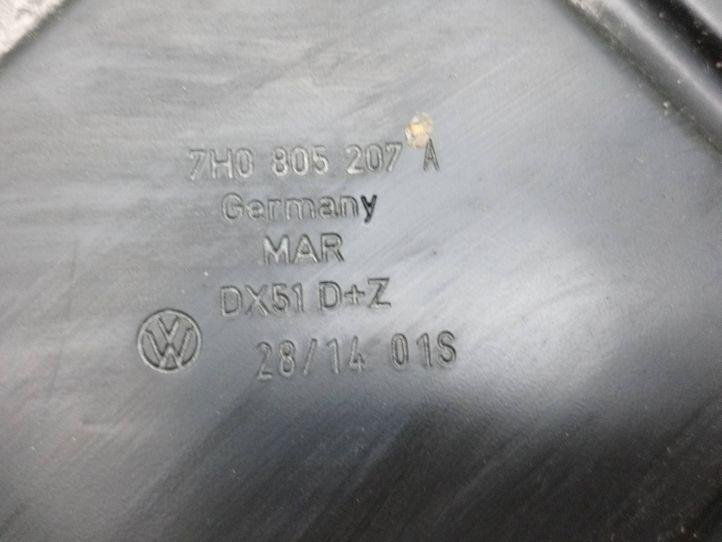 7H0 805 207 A
Germany
MAR
DX51 D+Z
28/14 01S